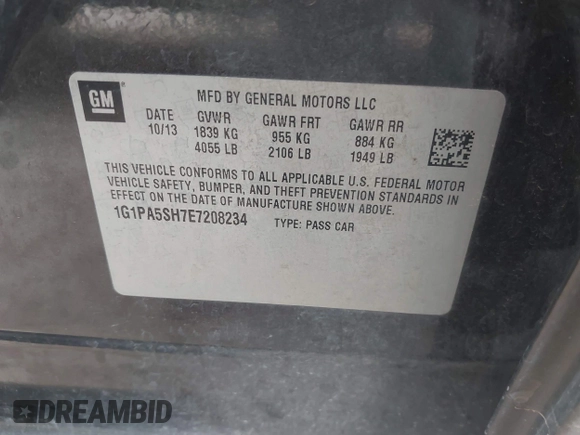 GM
MFD BY GENERAL MOTORS LLC
DATE GVWR GAWR FRT GAWR RR
10/13 1839 KG 955 KG 884 KG
4055 LB 2106 LB 1949 LB
THIS VEHICLE CONFORMS TO ALL APPLICABLE U.S. FEDERAL MOTOR
VEHICLE SAFETY, BUMPER, AND THEFT PREVENTION STANDARDS IN
EFFECT ON THE DATE OF MANUFACTURE SHOWN ABOVE.
1G1PA5SH7E7208234 TYPE: PASS CAR
DREAMBID